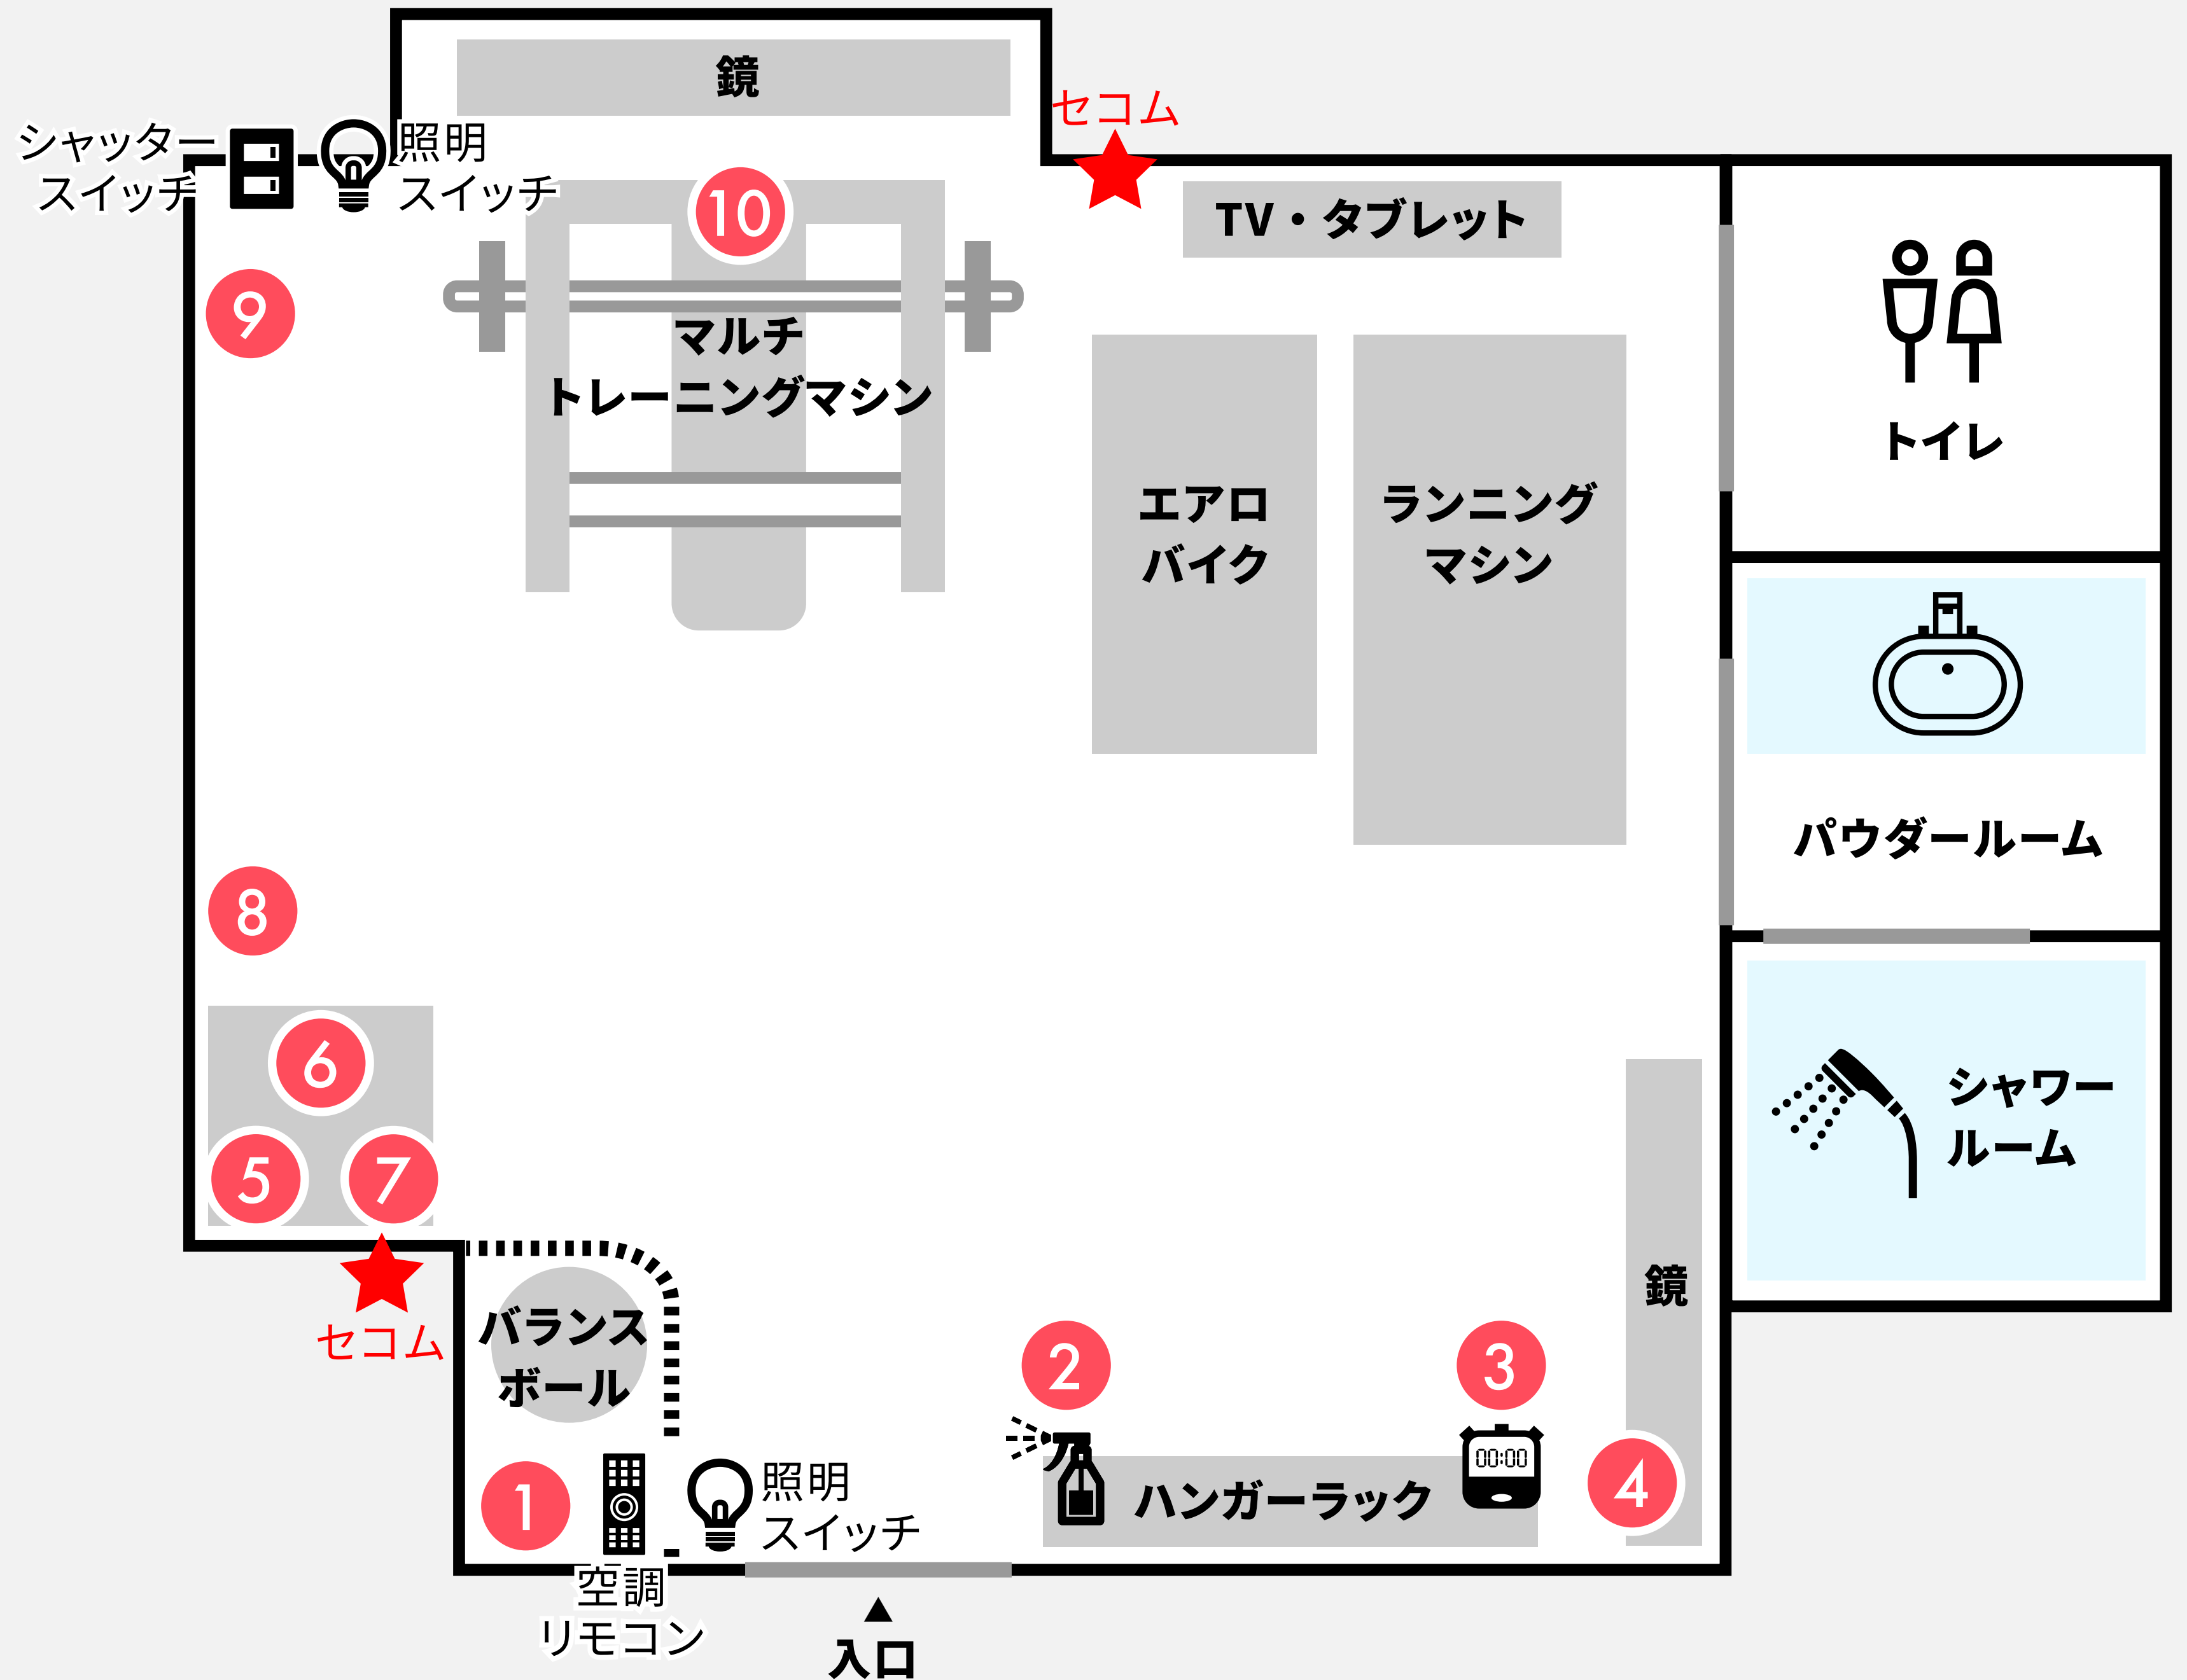 鏡
セコム
シャッター
スイッチ
照明
スイッチ
10
TV・タブレット
9
マルチ
トレーニングマシン
トイレ
エアロ
バイク
ランニング
マシン
パウダールーム
8
6
5
7
シャワー
ルーム
セコム
バランス
ボール
鏡
2
3
00:00
4
1
照明
スイッチ
ハンガーラック
空調
リモコン
入口